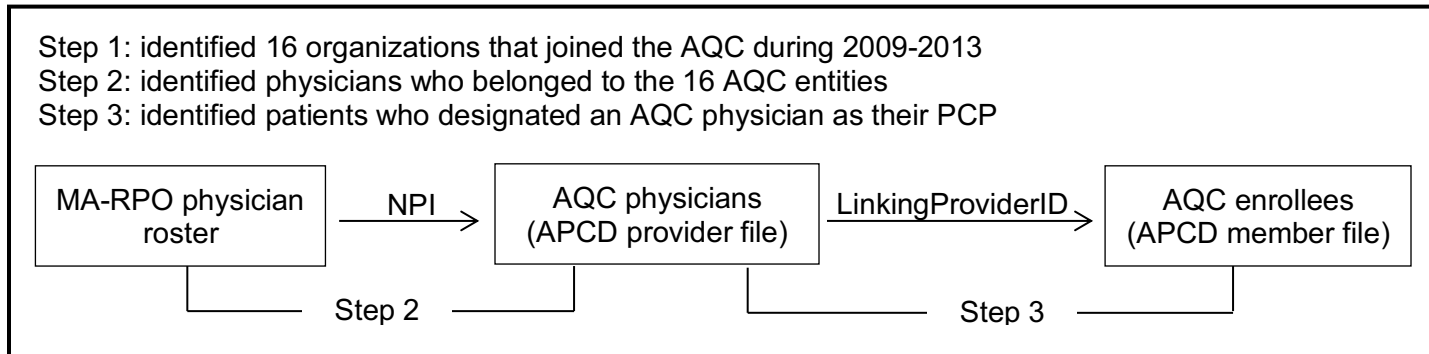 Step 1: identified 16 organizations that joined the AQC during 2009-2013
Step 2: identified physicians who belonged to the 16 AQC entities
Step 3: identified patients who designated an AQC physician as their PCP
MA-RPO physician
roster
NPI
AQC physicians
(APCD provider file)
LinkingProviderID
AQC enrollees
(APCD member file)
Step 2
Step 3